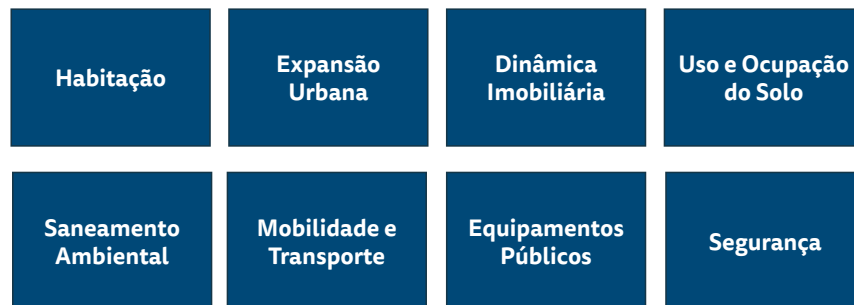 Habitação
Expansão
Urbana
Dinâmica
Imobiliária
Uso e Ocupação
do Solo
Saneamento
Ambiental
Mobilidade e
Transporte
Equipamentos
Públicos
Segurança